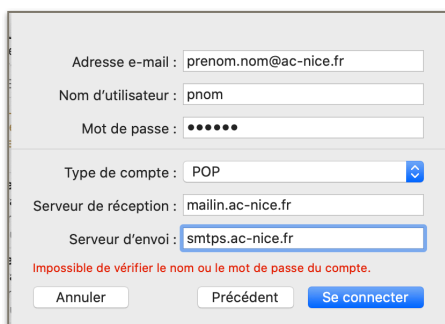 Adresse e-mail : prenom.nom@ac-nice.fr
Nom d'utilisateur : pnom
Mot de passe : ••••••
Type de compte : POP
Serveur de réception : mailin.ac-nice.fr
Serveur d'envoi : smtps.ac-nice.fr
Impossible de vérifier le nom ou le mot de passe du compte.
Annuler Précédent Se connecter